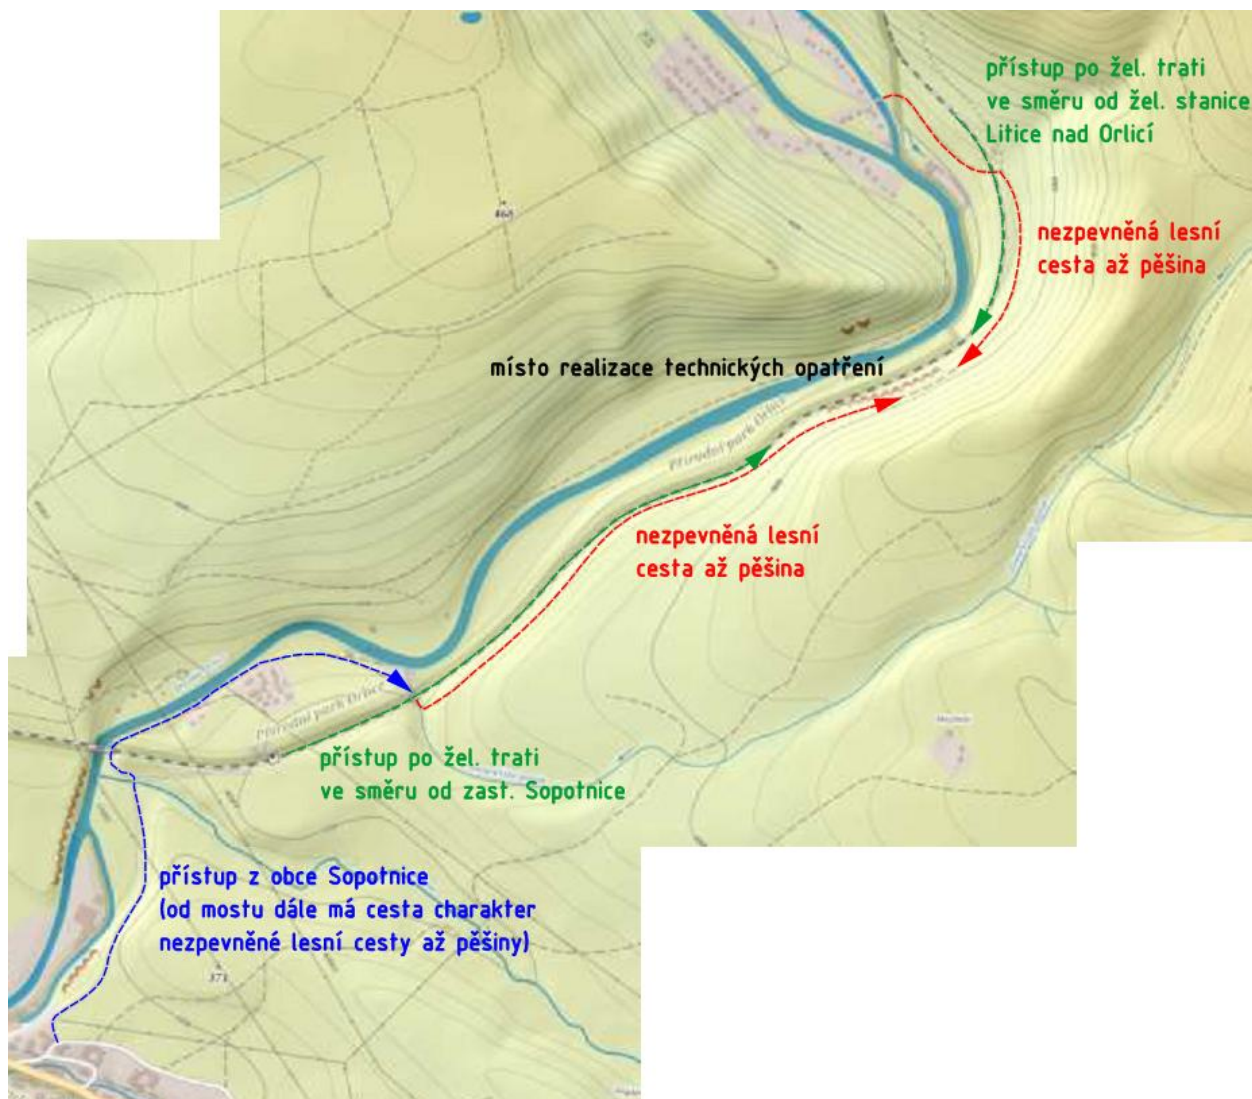 přístup po žel. trati
ve směru od žel. stanice
Litice nad Orlicí
468
nezpevněná lesní
cesta až pěšina
místo realizace technických opatření
Přírodní park Orlice
nezpevněná lesní
cesta až pěšina
Přírodní park Orlice
přístup po žel. trati
ve směru od zast. Sopotnice
přístup z obce Sopotnice
(od mostu dále má cesta charakter
nezpevněné lesní cesty až pěšiny)
371